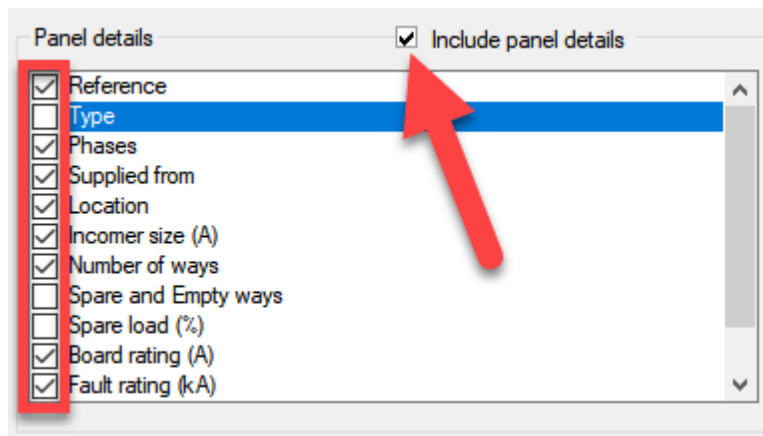 Panel details
Include panel details
Reference
Type
Phases
Supplied from
Location
Incomer size (A)
Number of ways
Spare and Empty ways
Spare load (%)
Board rating (A)
Fault rating (kA)